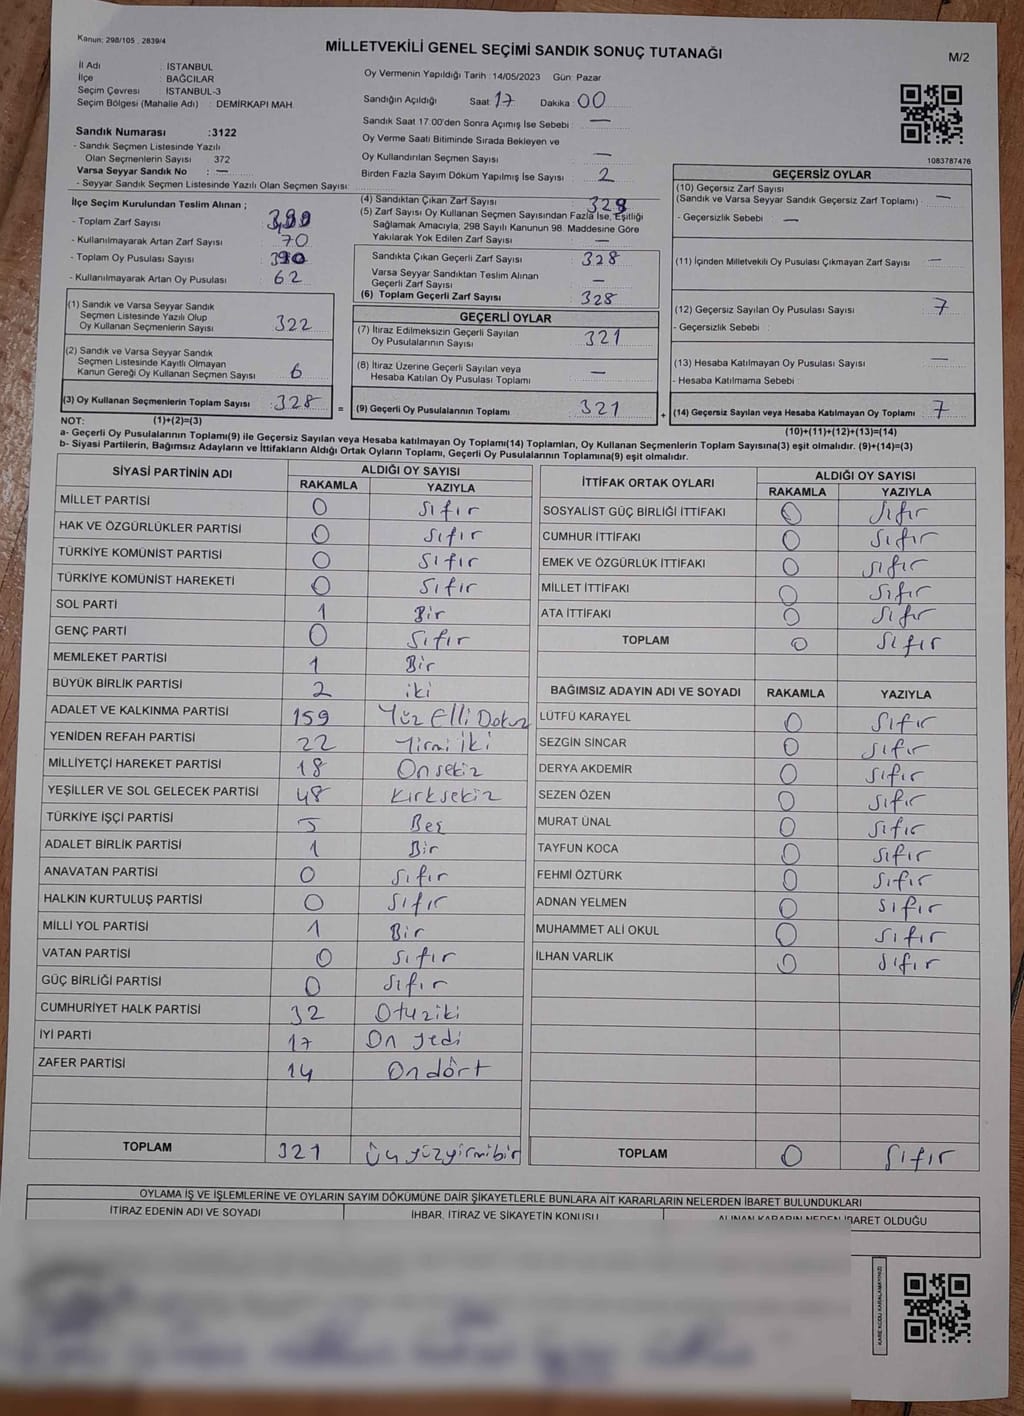 Kanun: 298/105 , 2839/4
MİLLETVEKİLİ GENEL SEÇİMİ SANDIK SONUÇ TUTANAĞI
M/2
İl Adı : İSTANBUL
İlçe : BAĞCILAR
Seçim Çevresi : İSTANBUL-3
Seçim Bölgesi (Mahalle Adı) : DEMİRKAPI MAH.
Oy Vermenin Yapıldığı Tarih : 14/05/2023 Gün: Pazar
Sandığın Açıldığı Saat 17 Dakika 00
Sandık Saat 17:00'den Sonra Açımış İse Sebebi : —
Oy Verme Saati Bitiminde Sırada Bekleyen ve
Oy Kullandırılan Seçmen Sayısı —
Birden Fazla Sayım Döküm Yapılmış İse Sayısı : 2
Sandık Numarası :3122
- Sandık Seçmen Listesinde Yazılı
Olan Seçmenlerin Sayısı 372
Varsa Seyyar Sandık No : —
- Seyyar Sandık Seçmen Listesinde Yazılı Olan Seçmen Sayısı:
1083787476
İlçe Seçim Kurulundan Teslim Alınan ;
- Toplam Zarf Sayısı
- Kullanılmayarak Artan Zarf Sayısı 70
- Toplam Oy Pusulası Sayısı 390
- Kullanılmayarak Artan Oy Pusulası 62
(1) Sandık ve Varsa Seyyar Sandık
Seçmen Listesinde Yazılı Olup
Oy Kullanan Seçmenlerin Sayısı 322
(2) Sandık ve Varsa Seyyar Sandık
Seçmen Listesinde Kayıtlı Olmayan
Kanun Gereği Oy Kullanan Seçmen Sayısı 6
(3) Oy Kullanan Seçmenlerin Toplam Sayısı 328
(1)+(2)=(3)
(4) Sandıktan Çıkan Zarf Sayısı 328
(5) Zarf Sayısı Oy Kullanan Seçmen Sayısından Fazla İse, Eşitliği
Sağlamak Amacıyla, 298 Sayılı Kanunun 98. Maddesine Göre
Yakılarak Yok Edilen Zarf Sayısı —
Sandıkta Çıkan Geçerli Zarf Sayısı 328
Varsa Seyyar Sandıktan Teslim Alınan
Geçerli Zarf Sayısı —
(6) Toplam Geçerli Zarf Sayısı 328
GEÇERLİ OYLAR
(7) İtiraz Edilmeksizin Geçerli Sayılan
Oy Pusulalarının Sayısı 321
(8) İtiraz Üzerine Geçerli Sayılan veya
Hesaba Katılan Oy Pusulası Toplamı —
= (9) Geçerli Oy Pusulalarının Toplamı 321
GEÇERSİZ OYLAR
(10) Geçersiz Zarf Sayısı
(Sandık ve Varsa Seyyar Sandık Geçersiz Zarf Toplamı) —
- Geçersizlik Sebebi : —
(11) İçinden Milletvekili Oy Pusulası Çıkmayan Zarf Sayısı —
(12) Geçersiz Sayılan Oy Pusulası Sayısı 7
- Geçersizlik Sebebi :
(13) Hesaba Katılmayan Oy Pusulası Sayısı —
- Hesaba Katılmama Sebebi :
+ (14) Geçersiz Sayılan veya Hesaba Katılmayan Oy Toplamı 7
(10)+(11)+(12)+(13)=(14)
NOT:
a- Geçerli Oy Pusulalarının Toplamı(9) ile Geçersiz Sayılan veya Hesaba katılmayan Oy Toplamı(14) Toplamları, Oy Kullanan Seçmenlerin Toplam Sayısına(3) eşit olmalıdır. (9)+(14)=(3)
b- Siyasi Partilerin, Bağımsız Adayların ve İttifakların Aldığı Ortak Oyların Toplamı, Geçerli Oy Pusulalarının Toplamına(9) eşit olmalıdır.
SİYASİ PARTİNİN ADI ALDIĞI OY SAYISI
RAKAMLA YAZIYLA
MİLLET PARTİSİ 0 sıfır
HAK VE ÖZGÜRLÜKLER PARTİSİ 0 sıfır
TÜRKİYE KOMÜNİST PARTİSİ 0 sıfır
TÜRKİYE KOMÜNİST HAREKETİ 0 sıfır
SOL PARTİ 1 Bir
GENÇ PARTİ 0 sıfır
MEMLEKET PARTİSİ 1 Bir
BÜYÜK BİRLİK PARTİSİ 2 iki
ADALET VE KALKINMA PARTİSİ 159 Yüz Elli Dokuz
YENİDEN REFAH PARTİSİ 22 Yirmi iki
MİLLİYETÇİ HAREKET PARTİSİ 18 Onsekiz
YEŞİLLER VE SOL GELECEK PARTİSİ 48 Kırksekiz
TÜRKİYE İŞÇİ PARTİSİ 5 Beş
ADALET BİRLİK PARTİSİ 1 Bir
ANAVATAN PARTİSİ 0 sıfır
HALKIN KURTULUŞ PARTİSİ 0 sıfır
MİLLİ YOL PARTİSİ 1 Bir
VATAN PARTİSİ 0 sıfır
GÜÇ BİRLİĞİ PARTİSİ 0 sıfır
CUMHURİYET HALK PARTİSİ 32 Otuziki
İYİ PARTİ 17 On yedi
ZAFER PARTİSİ 14 Ondört
TOPLAM 321 Üçyüzyirmibir
İTTİFAK ORTAK OYLARI ALDIĞI OY SAYISI
RAKAMLA YAZIYLA
SOSYALİST GÜÇ BİRLİĞİ İTTİFAKI 0 sıfır
CUMHUR İTTİFAKI 0 sıfır
EMEK VE ÖZGÜRLÜK İTTİFAKI 0 sıfır
MİLLET İTTİFAKI 0 sıfır
ATA İTTİFAKI 0 sıfır
TOPLAM 0 sıfır
BAĞIMSIZ ADAYIN ADI VE SOYADI RAKAMLA YAZIYLA
LÜTFÜ KARAYEL 0 sıfır
SEZGİN SİNCAR 0 sıfır
DERYA AKDEMİR 0 sıfır
SEZEN ÖZEN 0 sıfır
MURAT ÜNAL 0 sıfır
TAYFUN KOCA 0 sıfır
FEHMİ ÖZTÜRK 0 sıfır
ADNAN YELMEN 0 sıfır
MUHAMMET ALİ OKUL 0 sıfır
İLHAN VARLIK 0 sıfır
TOPLAM 0 sıfır
OYLAMA İŞ VE İŞLEMLERİNE VE OYLARIN SAYIM DÖKÜMÜNE DAİR ŞİKAYETLERLE BUNLARA AİT KARARLARIN NELERDEN İBARET BULUNDUKLARI
İTİRAZ EDENİN ADI VE SOYADI İHBAR, İTİRAZ VE ŞİKAYETİN KONUSU ALINAN KARARIN NEDEN İBARET OLDUĞU
KAREKODU KARALAMAYINIZ!